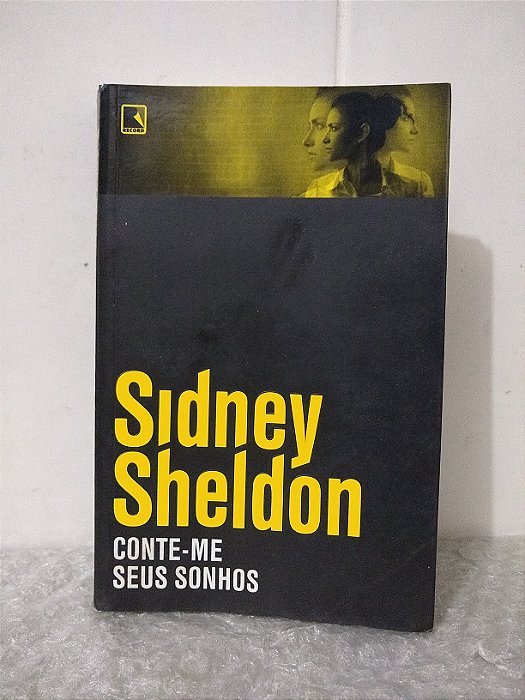 RECORD
Sidney
Sheldon
CONTE-ME
SEUS SONHOS